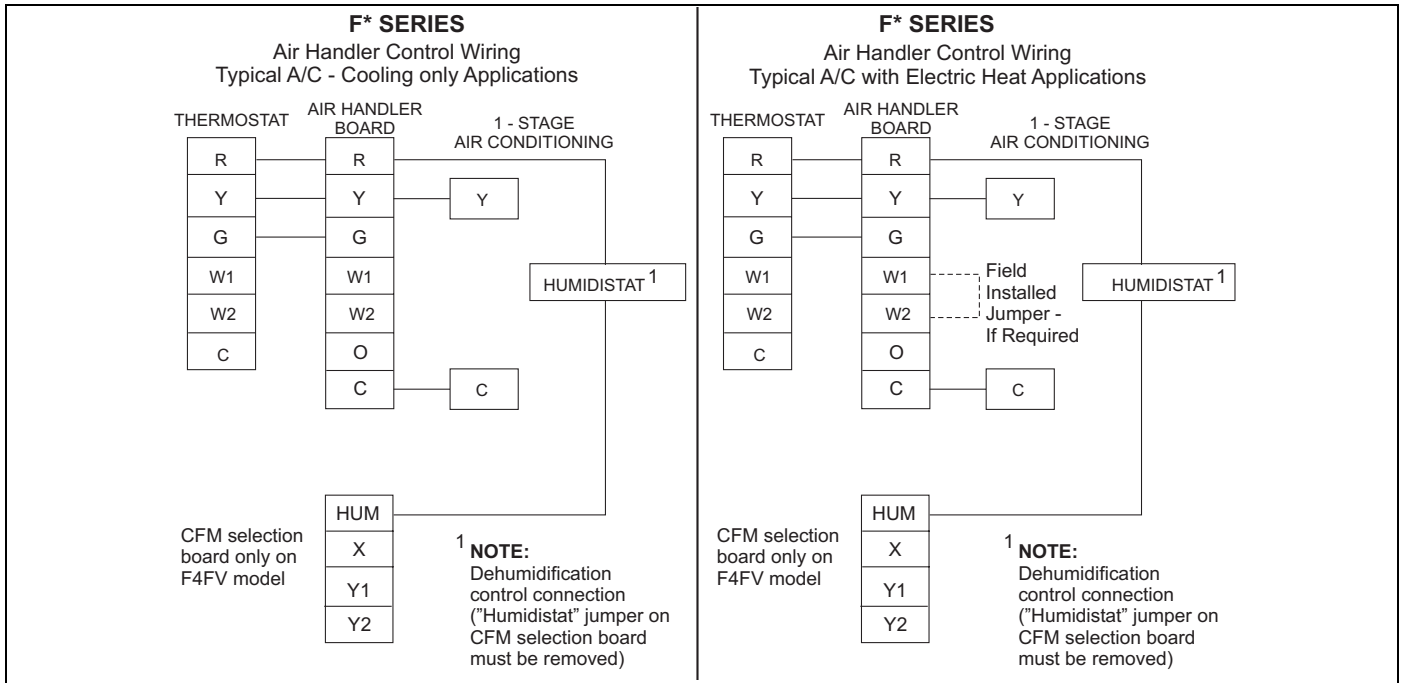 F* SERIES
Air Handler Control Wiring
Typical A/C - Cooling only Applications
THERMOSTAT
AIR HANDLER
BOARD
1 - STAGE
AIR CONDITIONING
R
R
Y
Y
Y
G
G
W1
W1
HUMIDISTAT 1
W2
W2
C
O
C
C
CFM selection
board only on
F4FV model
HUM
X
Y1
Y2
1 NOTE:
Dehumidification
control connection
("Humidistat" jumper on
CFM selection board
must be removed)
F* SERIES
Air Handler Control Wiring
Typical A/C with Electric Heat Applications
THERMOSTAT
AIR HANDLER
BOARD
1 - STAGE
AIR CONDITIONING
R
R
Y
Y
Y
G
G
W1
W1
Field
Installed
Jumper -
If Required
HUMIDISTAT 1
W2
W2
C
O
C
C
CFM selection
board only on
F4FV model
HUM
X
Y1
Y2
1 NOTE:
Dehumidification
control connection
("Humidistat" jumper on
CFM selection board
must be removed)